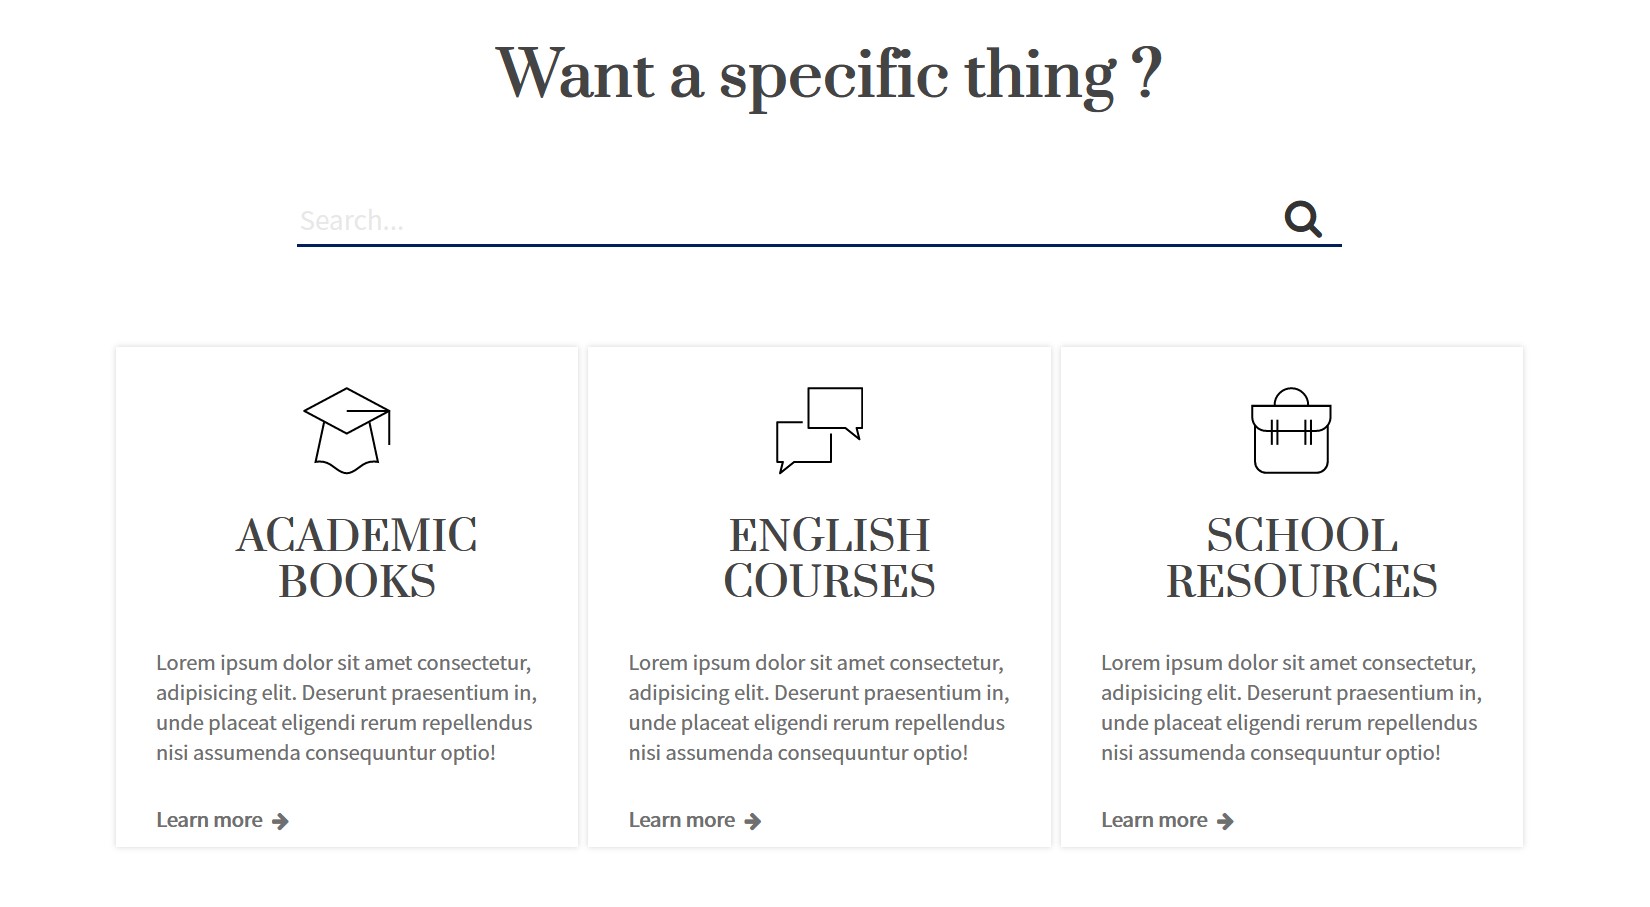 Want a specific thing ?
Search...
ACADEMIC
BOOKS
Lorem ipsum dolor sit amet consectetur,
adipisicing elit. Deserunt praesentium in,
unde placeat eligendi rerum repellendus
nisi assumenda consequuntur optio!
Learn more
ENGLISH
COURSES
Lorem ipsum dolor sit amet consectetur,
adipisicing elit. Deserunt praesentium in,
unde placeat eligendi rerum repellendus
nisi assumenda consequuntur optio!
Learn more
SCHOOL
RESOURCES
Lorem ipsum dolor sit amet consectetur,
adipisicing elit. Deserunt praesentium in,
unde placeat eligendi rerum repellendus
nisi assumenda consequuntur optio!
Learn more